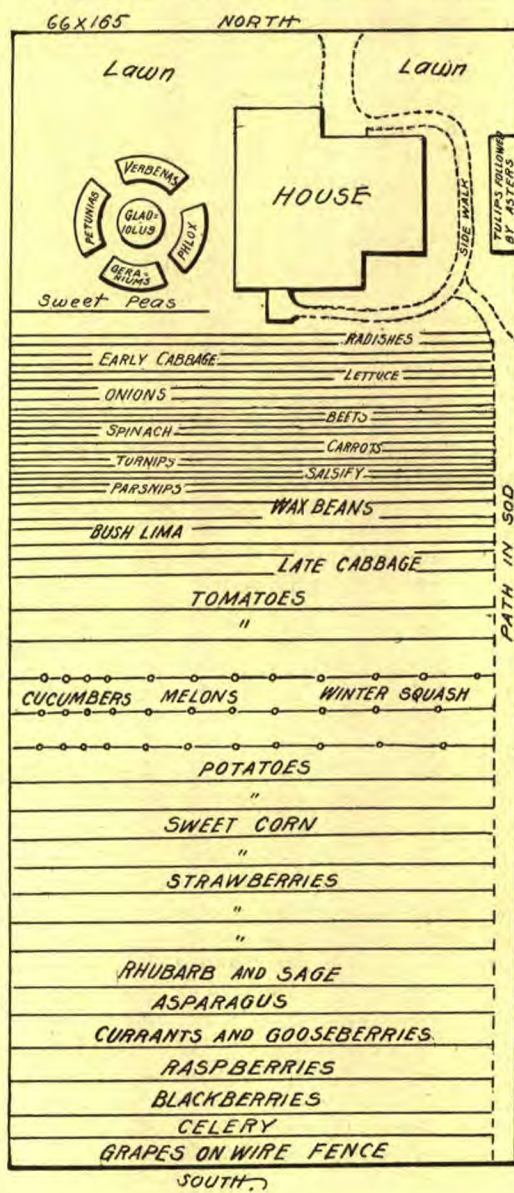 66X165 NORTH
Lawn Lawn
VERBENAS
PETUNIAS
GLAD=
IOLUS
PHLOX
GERA=
NIUMS
HOUSE
SIDE WALK
TULIPS FOLLOWED
BY ASTERS
Sweet Peas
RADISHES
EARLY CABBAGE
LETTUCE
ONIONS
BEETS
SPINACH
CARROTS
TURNIPS
SALSIFY
PARSNIPS
WAX BEANS
BUSH LIMA
LATE CABBAGE
PATH IN SOD
TOMATOES
"
CUCUMBERS MELONS WINTER SQUASH
POTATOES
"
SWEET CORN
"
STRAWBERRIES
"
"
RHUBARB AND SAGE
ASPARAGUS
CURRANTS AND GOOSEBERRIES.
RASPBERRIES
BLACKBERRIES
CELERY
GRAPES ON WIRE FENCE
SOUTH